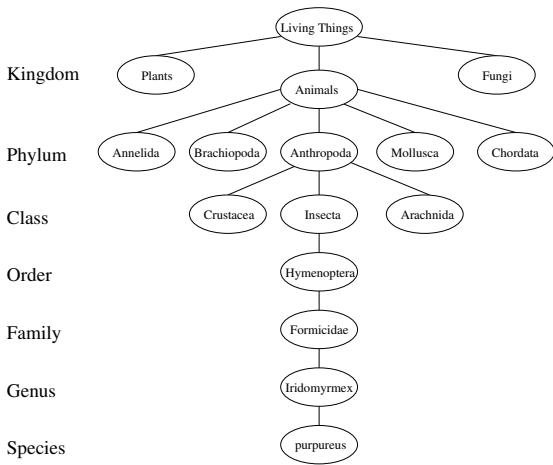 Living Things
Kingdom Plants Fungi
Animals
Phylum Annelida Brachiopoda Anthropoda Mollusca Chordata
Class Crustacea Insecta Arachnida
Order Hymenoptera
Family Formicidae
Genus Iridomyrmex
Species purpureus